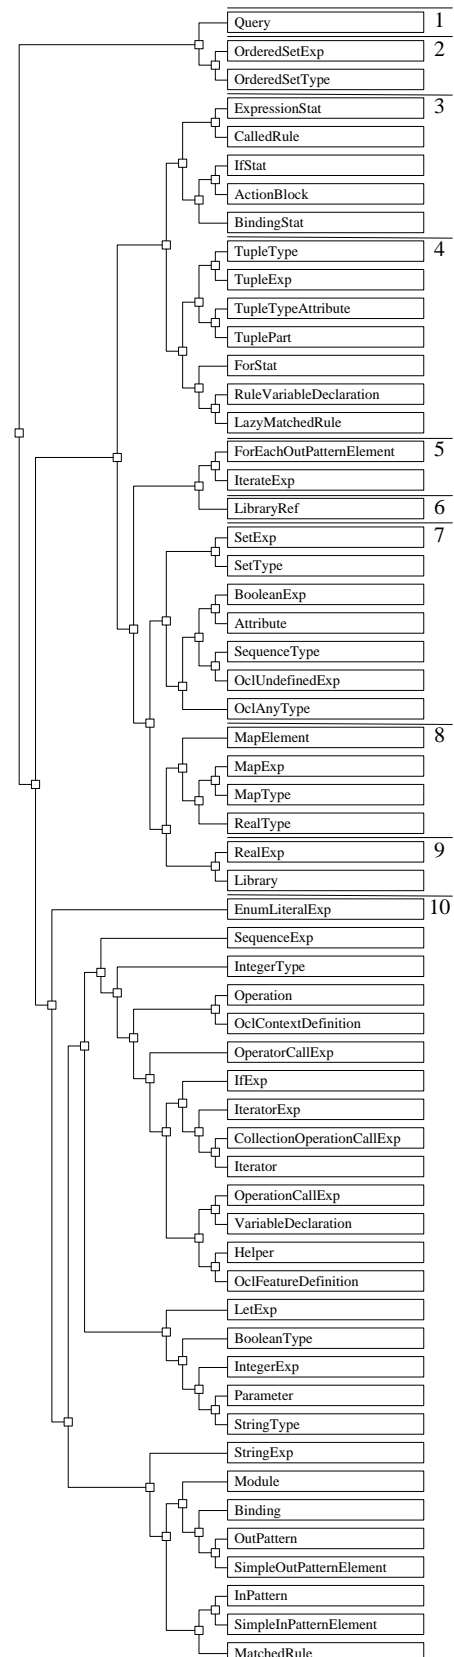 Query 1
OrderedSetExp 2
OrderedSetType
ExpressionStat 3
CalledRule
IfStat
ActionBlock
BindingStat
TupleType 4
TupleExp
TupleTypeAttribute
TuplePart
ForStat
RuleVariableDeclaration
LazyMatchedRule
ForEachOutPatternElement 5
IterateExp
LibraryRef 6
SetExp 7
SetType
BooleanExp
Attribute
SequenceType
OclUndefinedExp
OclAnyType
MapElement 8
MapExp
MapType
RealType
RealExp 9
Library
EnumLiteralExp 10
SequenceExp
IntegerType
Operation
OclContextDefinition
OperatorCallExp
IfExp
IteratorExp
CollectionOperationCallExp
Iterator
OperationCallExp
VariableDeclaration
Helper
OclFeatureDefinition
LetExp
BooleanType
IntegerExp
Parameter
StringType
StringExp
Module
Binding
OutPattern
SimpleOutPatternElement
InPattern
SimpleInPatternElement
MatchedRule